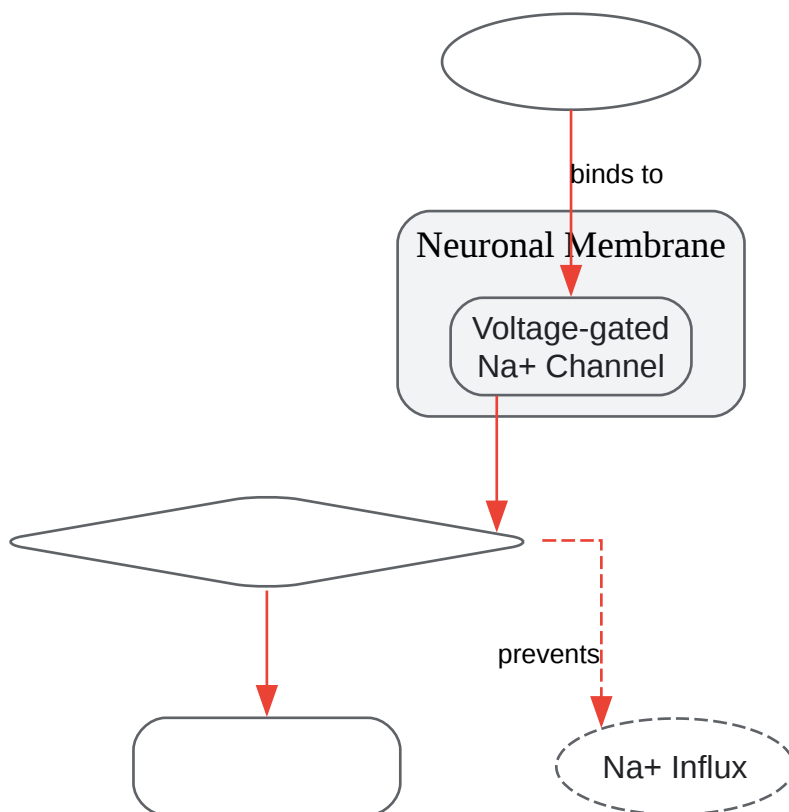 binds to
Neuronal Membrane
Voltage-gated
Na+ Channel
prevents
Na+ Influx